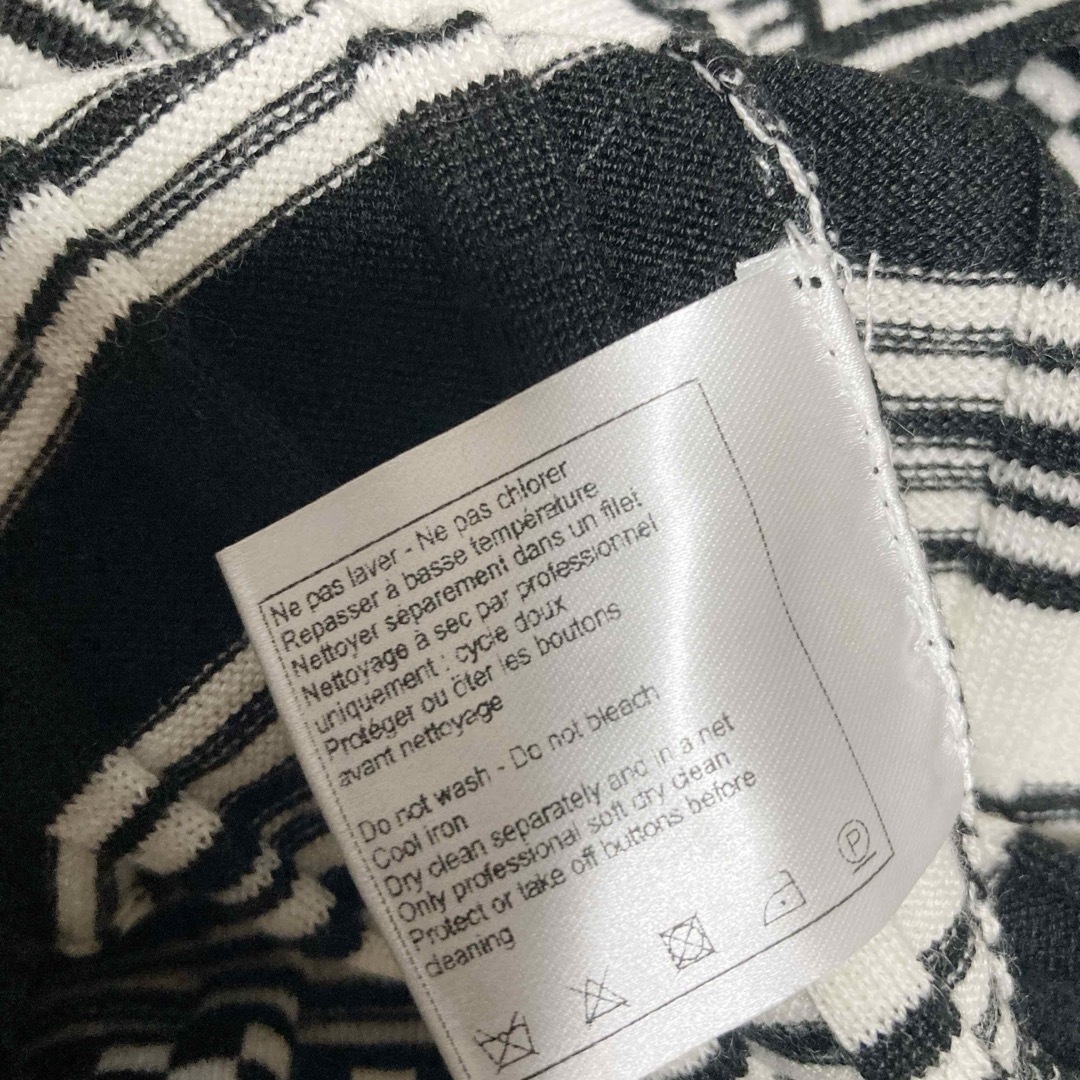 Ne pas laver - Ne pas chlorer
Repasser à basse température
Nettoyer séparement dans un filet
Nettoyage à sec par professionnel
uniquement : cycle doux
Protéger ou ôter les boutons
avant nettoyage
Do not wash - Do not bleach
Cool iron
Dry clean separately and in a net
Only professional soft dry clean
Protect or take off buttons before
cleaning
P